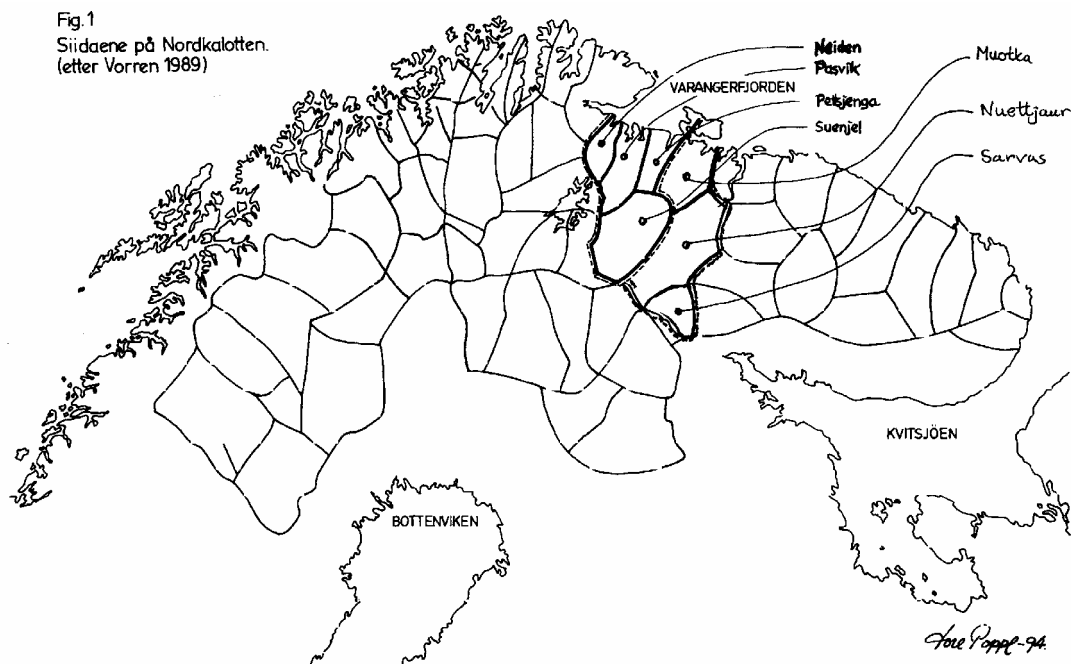 Fig.1
Siidaene på Nordkalotten.
(etter Vorren 1989)
Neiden
Pasvik
VARANGERFJORDEN
Petsjenga
Suenjel
Muotka
Nuettjaur
Sarvas
KVITSJÖEN
BOTTENVIKEN
Tore Poppe-94.